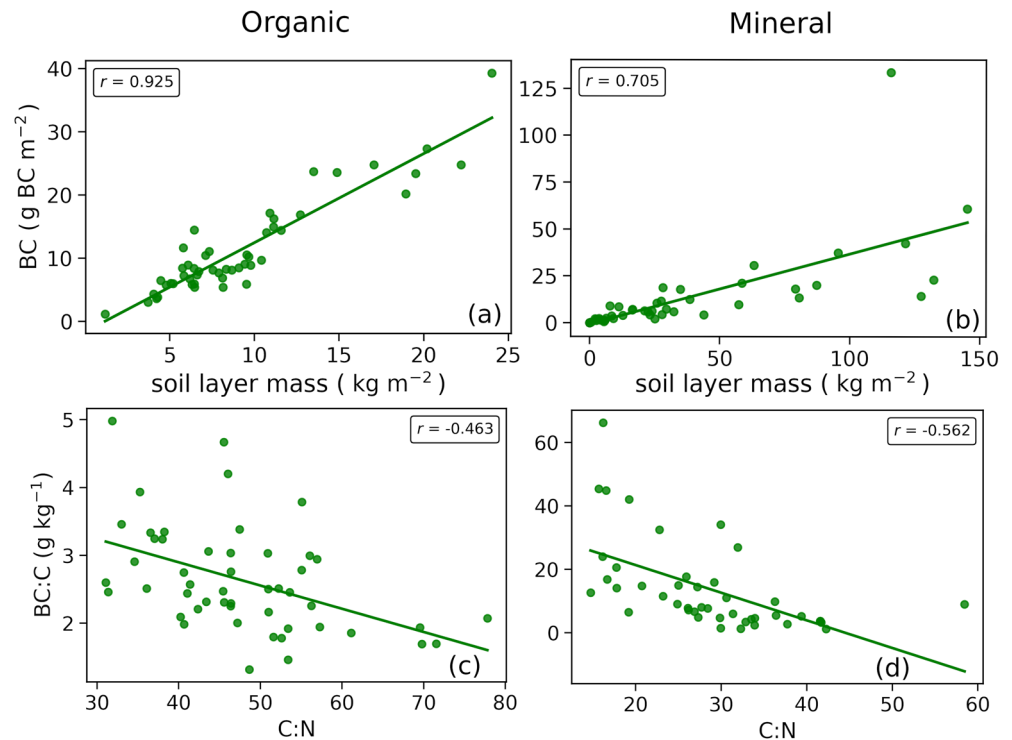 Organic
Mineral
r = 0.925
40
30
20
10
0
BC (g BC m⁻²)
(a)
5
10
15
20
25
soil layer mass ( kg m⁻²)
r = 0.705
125
100
75
50
25
0
(b)
0
50
100
150
soil layer mass ( kg m⁻²)
r = -0.463
5
4
3
2
BC:C (g kg⁻¹)
(c)
30
40
50
60
70
80
C:N
r = -0.562
60
40
20
0
(d)
20
30
40
50
60
C:N